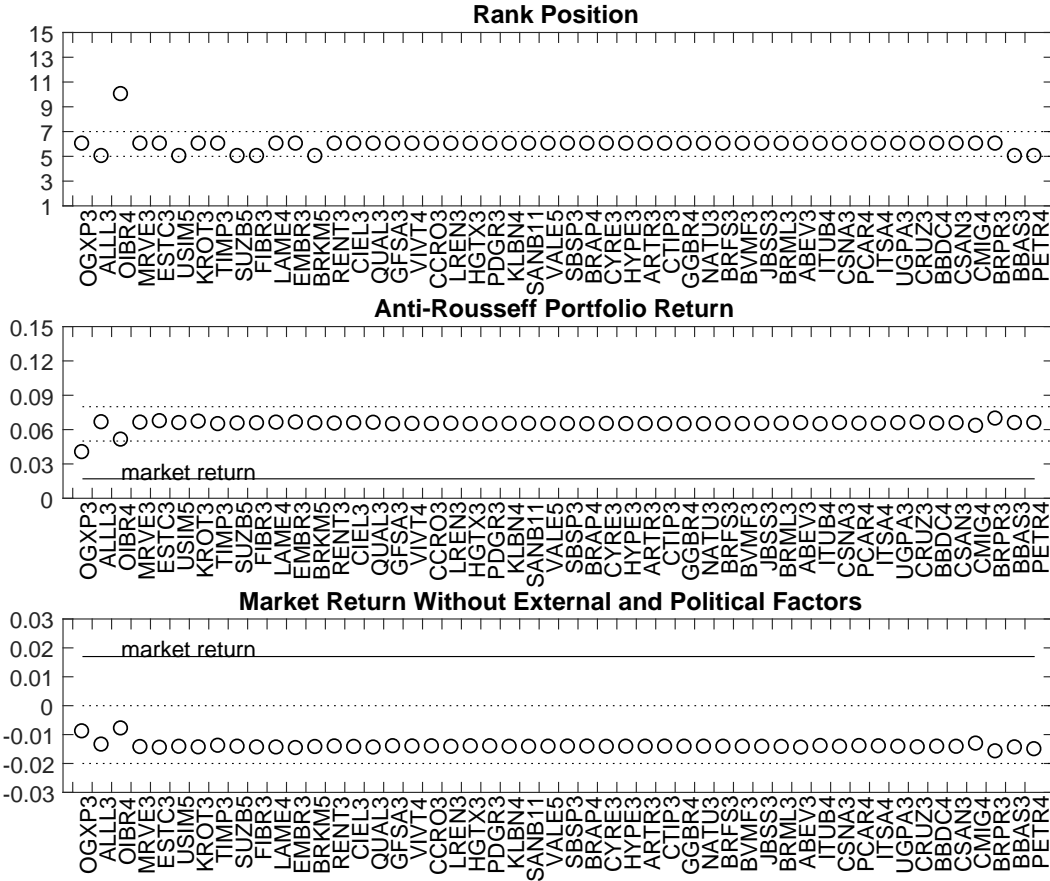 Rank Position
15
13
11
9
7
5
3
1
OGXP3
ALLL3
OIBR4
MRVE3
ESTC3
USIM5
KROT3
TIMP3
SUZB5
FIBR3
LAME4
EMBR3
BRKM5
RENT3
CIEL3
QUAL3
GFSA3
VIVT4
CCRO3
LREN3
HGTX3
PDGR3
KLBN4
SANB11
VALE5
SBSP3
BRAP4
CYRE3
HYPE3
ARTR3
CTIP3
GGBR4
NATU3
BRFS3
BVMF3
JBSS3
BRML3
ABEV3
ITUB4
CSNA3
PCAR4
ITSA4
UGPA3
CRUZ3
BBDC4
CSAN3
CMIG4
BRPR3
BBAS3
PETR4
Anti-Rousseff Portfolio Return
0.15
0.12
0.09
0.06
0.03
0
market return
OGXP3
ALLL3
OIBR4
MRVE3
ESTC3
USIM5
KROT3
TIMP3
SUZB5
FIBR3
LAME4
EMBR3
BRKM5
RENT3
CIEL3
QUAL3
GFSA3
VIVT4
CCRO3
LREN3
HGTX3
PDGR3
KLBN4
SANB11
VALE5
SBSP3
BRAP4
CYRE3
HYPE3
ARTR3
CTIP3
GGBR4
NATU3
BRFS3
BVMF3
JBSS3
BRML3
ABEV3
ITUB4
CSNA3
PCAR4
ITSA4
UGPA3
CRUZ3
BBDC4
CSAN3
CMIG4
BRPR3
BBAS3
PETR4
Market Return Without External and Political Factors
0.03
0.02
0.01
0
-0.01
-0.02
-0.03
market return
OGXP3
ALLL3
OIBR4
MRVE3
ESTC3
USIM5
KROT3
TIMP3
SUZB5
FIBR3
LAME4
EMBR3
BRKM5
RENT3
CIEL3
QUAL3
GFSA3
VIVT4
CCRO3
LREN3
HGTX3
PDGR3
KLBN4
SANB11
VALE5
SBSP3
BRAP4
CYRE3
HYPE3
ARTR3
CTIP3
GGBR4
NATU3
BRFS3
BVMF3
JBSS3
BRML3
ABEV3
ITUB4
CSNA3
PCAR4
ITSA4
UGPA3
CRUZ3
BBDC4
CSAN3
CMIG4
BRPR3
BBAS3
PETR4